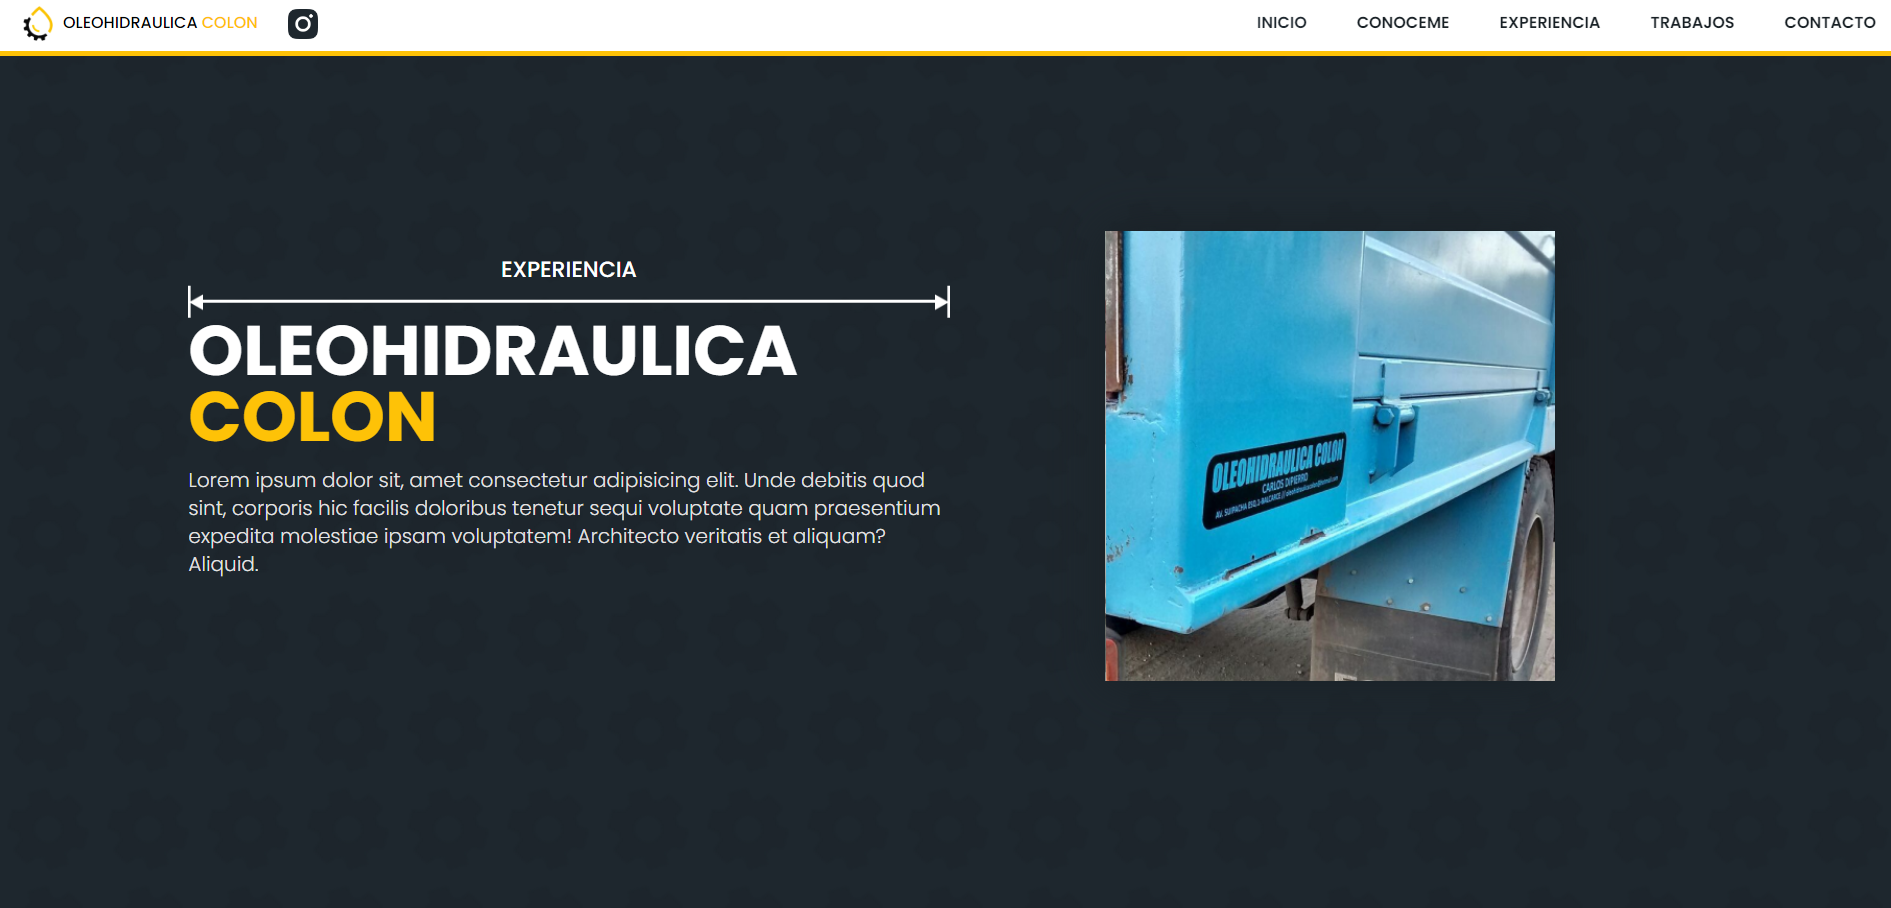 OLEOHIDRAULICA COLON
INICIO
CONOCEME
EXPERIENCIA
TRABAJOS
CONTACTO
EXPERIENCIA
OLEOHIDRAULICA
COLON
Lorem ipsum dolor sit, amet consectetur adipisicing elit. Unde debitis quod
sint, corporis hic facilis doloribus tenetur sequi voluptate quam praesentium
expedita molestiae ipsam voluptatem! Architecto veritatis et aliquam?
Aliquid.
OLEOHIDRAULICA COLON
CARLOS DIPIERRO
AV. SUIPACHA